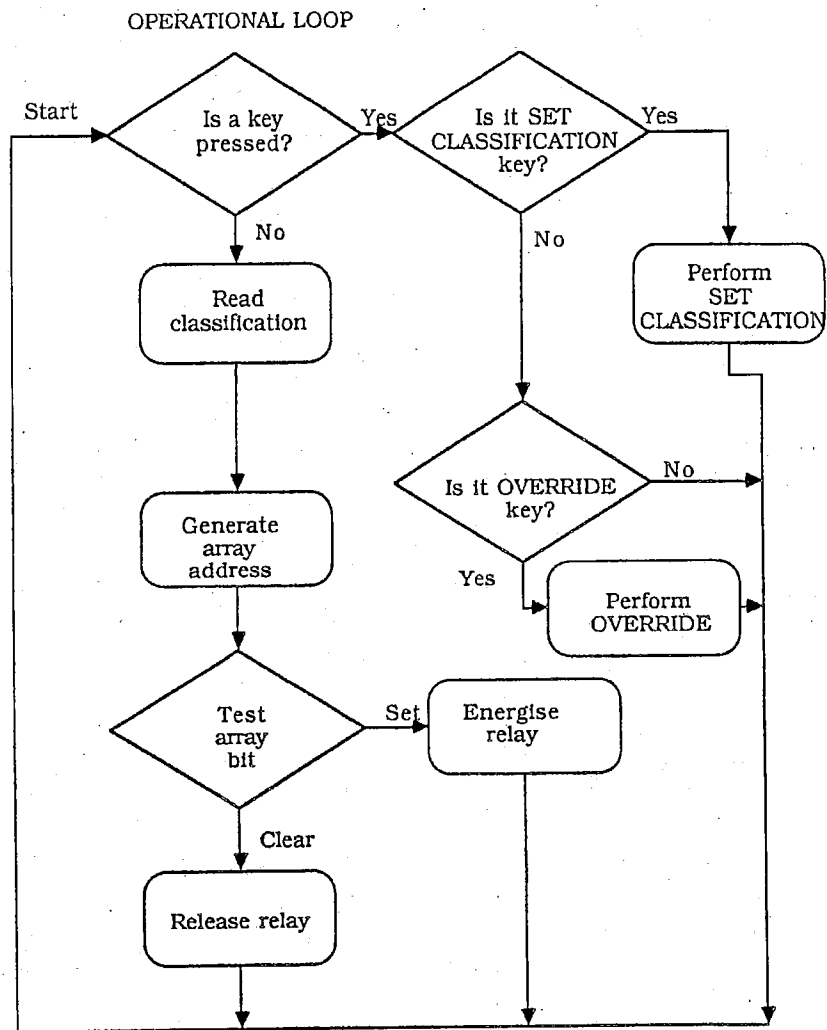 OPERATIONAL LOOP
Start
Is a key
pressed?
Yes
Is it SET
CLASSIFICATION
key?
Yes
No
Read
classification
No
Perform
SET
CLASSIFICATION
Generate
array
address
Is it OVERRIDE
key?
No
Yes
Perform
OVERRIDE
Test
array
bit
Set
Energise
relay
Clear
Release relay